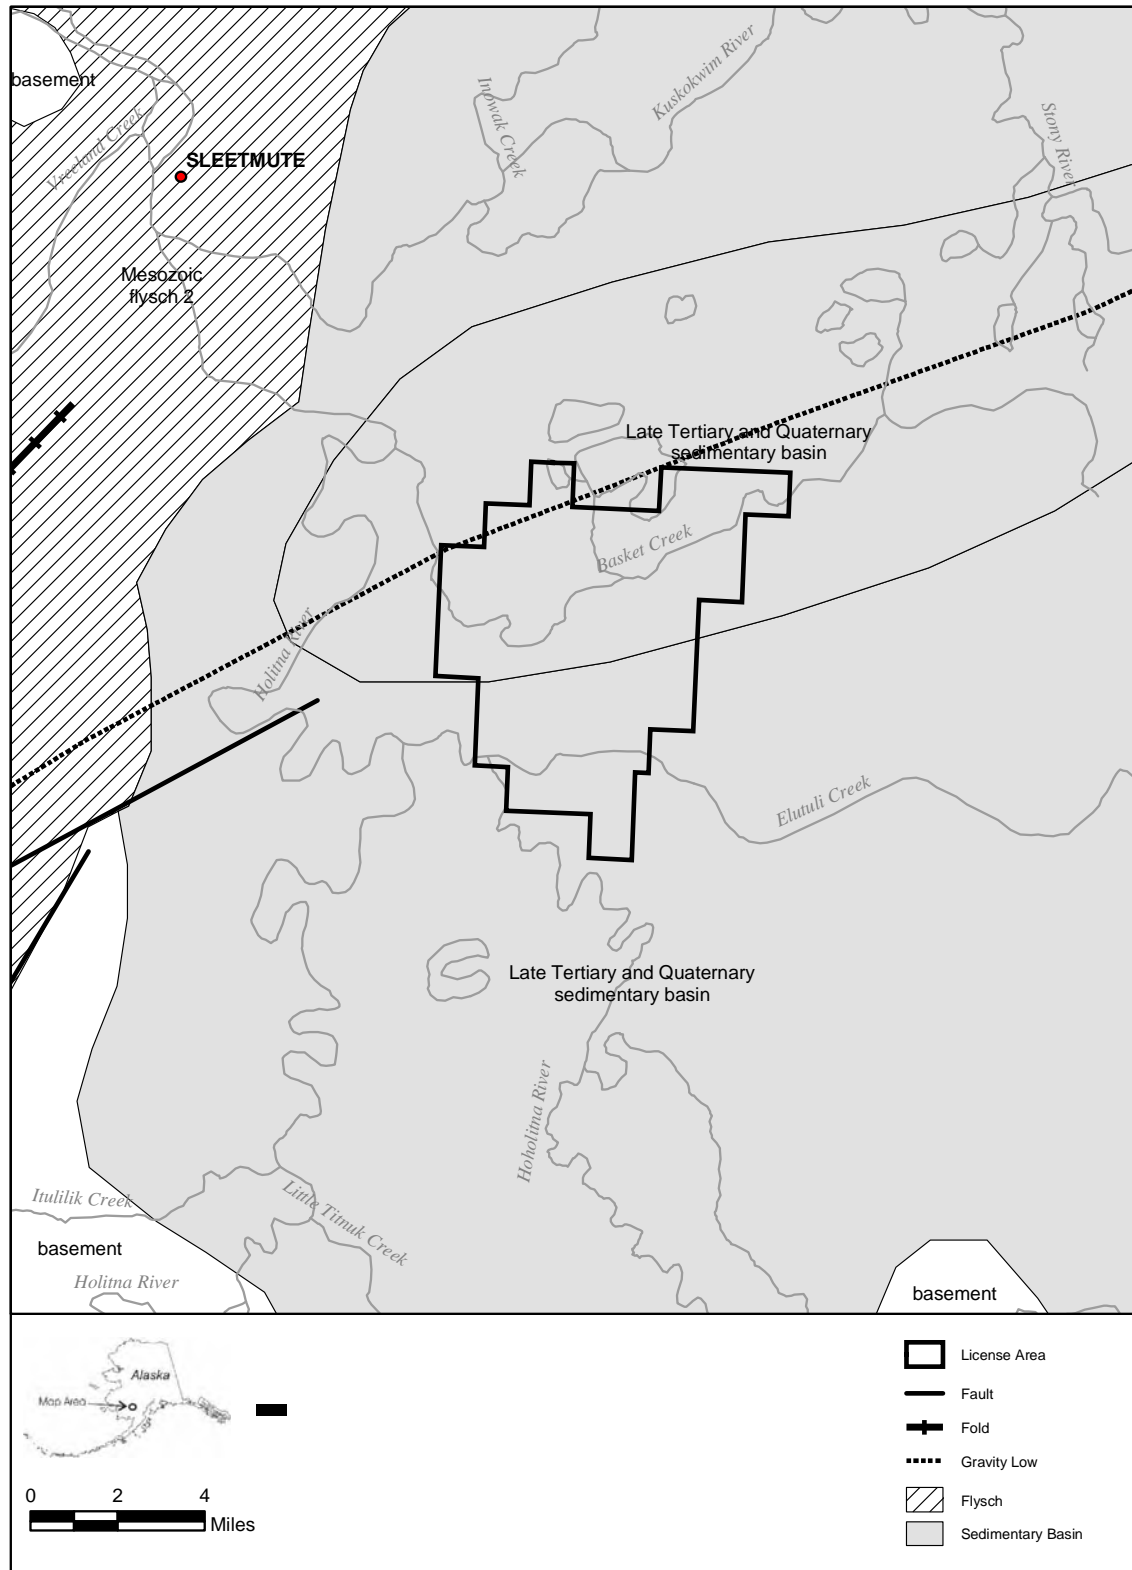 basement
Inowak Creek
Kuskokwim River
Stony River
Vreeland Creek
SLEETMUTE
Mesozoic
flysch 2
Late Tertiary and Quaternary
sedimentary basin
Basket Creek
Holitna River
Elutuli Creek
Late Tertiary and Quaternary
sedimentary basin
Hoholitna River
Itulilik Creek
Little Titnuk Creek
basement
Holitna River
basement
Alaska
Map Area
0 2 4
Miles
License Area
Fault
Fold
Gravity Low
Flysch
Sedimentary Basin